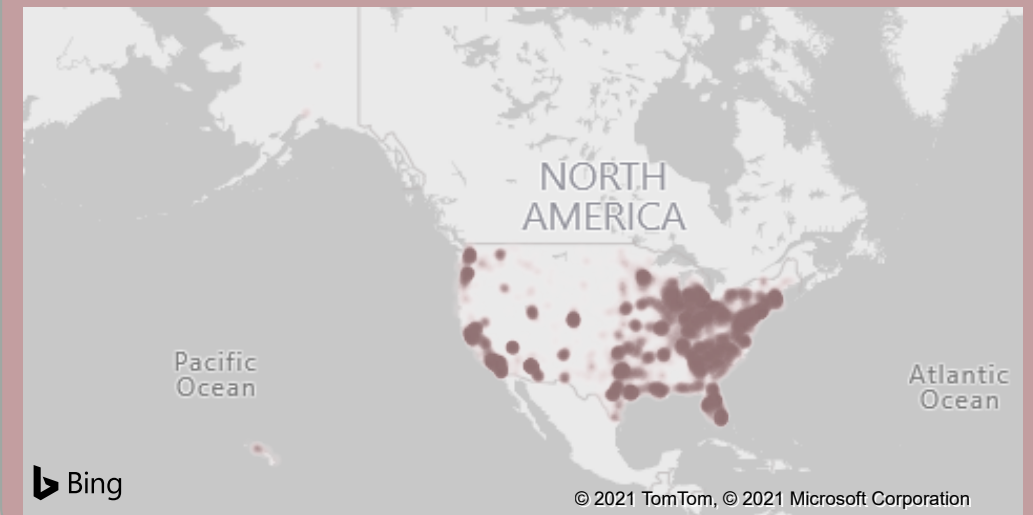 NORTH
AMERICA
Pacific
Ocean
Atlantic
Ocean
Bing
© 2021 TomTom, © 2021 Microsoft Corporation